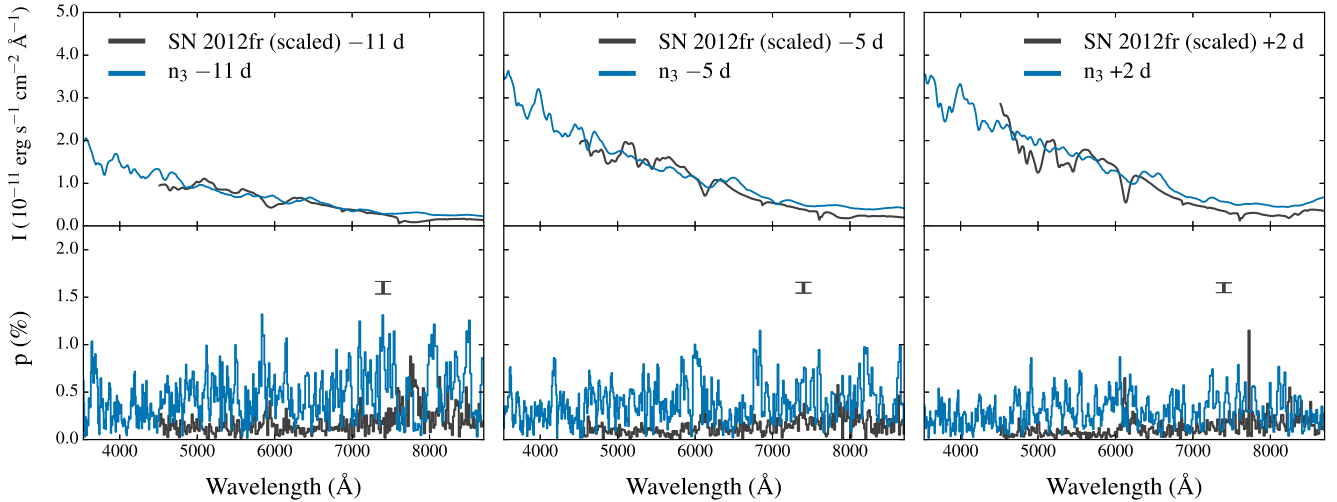 I (10⁻¹¹ erg s⁻¹ cm⁻² Å⁻¹)
5.0
4.0
3.0
2.0
1.0
0.0
SN 2012fr (scaled) −11 d
n₃ −11 d
SN 2012fr (scaled) −5 d
n₃ −5 d
SN 2012fr (scaled) +2 d
n₃ +2 d
p (%)
2.0
1.5
1.0
0.5
0.0
4000 5000 6000 7000 8000
4000 5000 6000 7000 8000
4000 5000 6000 7000 8000
Wavelength (Å)
Wavelength (Å)
Wavelength (Å)